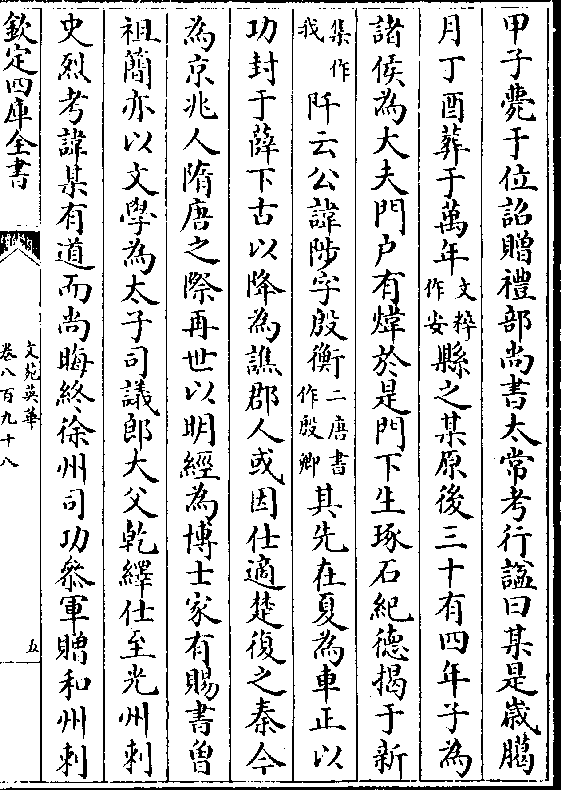 甲子薨于位詔贈禮部尚書太常考行諡曰某是歲臈
月丁酉葬于萬年文粹作安縣之某原後三十有四年子為
諸侯為大夫門户有煒於是門下生琢石紀德揭于新
集作我阡云公諱陟字殷衡二唐書作殷卿其先在夏為車正以
功封于薛下古以降為譙郡人或因仕適楚復之秦今
為京兆人隋唐之際再世以明經為博士家有賜書曽
祖簡亦以文學為太子司議郎大父乾繹仕至光州刺
史烈考諱某有道而尚晦終徐州司功叅軍贈和州刺
欽定四庫全書
文苑英華
卷八百九十八
五